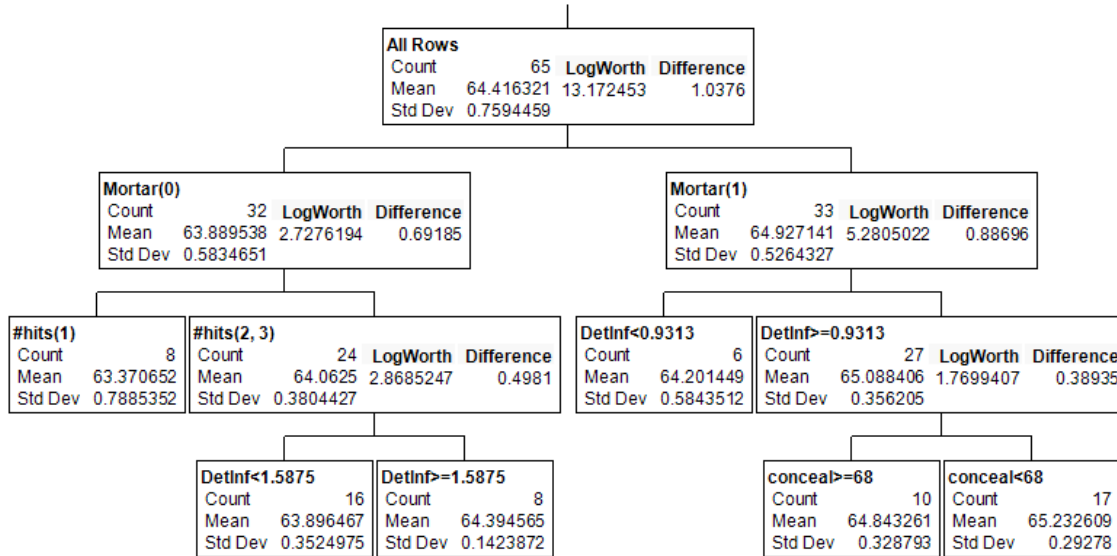 All Rows
Count 65 LogWorth Difference
Mean 64.416321 13.172453 1.0376
Std Dev 0.7594459
Mortar(0)
Count 32 LogWorth Difference
Mean 63.889538 2.7276194 0.69185
Std Dev 0.5834651
Mortar(1)
Count 33 LogWorth Difference
Mean 64.927141 5.2805022 0.88696
Std Dev 0.5264327
#hits(1)
Count 8
Mean 63.370652
Std Dev 0.7885352
#hits(2, 3)
Count 24 LogWorth Difference
Mean 64.0625 2.8685247 0.4981
Std Dev 0.3804427
DetInf<0.9313
Count 6
Mean 64.201449
Std Dev 0.5843512
DetInf>=0.9313
Count 27 LogWorth Difference
Mean 65.088406 1.7699407 0.38935
Std Dev 0.356205
DetInf<1.5875
Count 16
Mean 63.896467
Std Dev 0.3524975
DetInf>=1.5875
Count 8
Mean 64.394565
Std Dev 0.1423872
conceal>=68
Count 10
Mean 64.843261
Std Dev 0.328793
conceal<68
Count 17
Mean 65.232609
Std Dev 0.29278